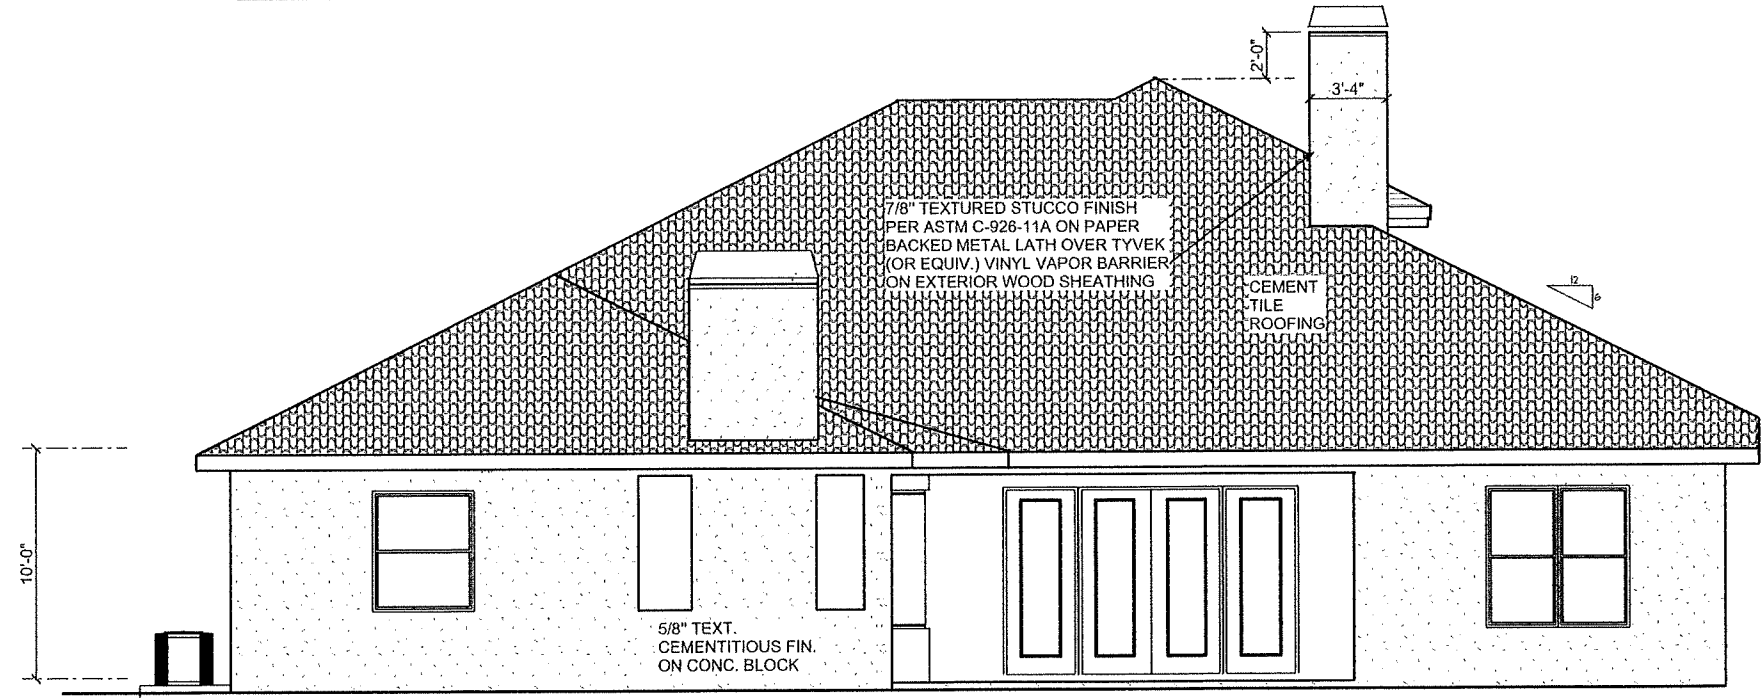 2'-0"
3'-4"
7/8" TEXTURED STUCCO FINISH
PER ASTM C-926-11A ON PAPER
BACKED METAL LATH OVER TYVEK
(OR EQUIV.) VINYL VAPOR BARRIER
ON EXTERIOR WOOD SHEATHING
CEMENT
TILE
ROOFING
12
6
10'-0"
5/8" TEXT.
CEMENTITIOUS FIN.
ON CONC. BLOCK